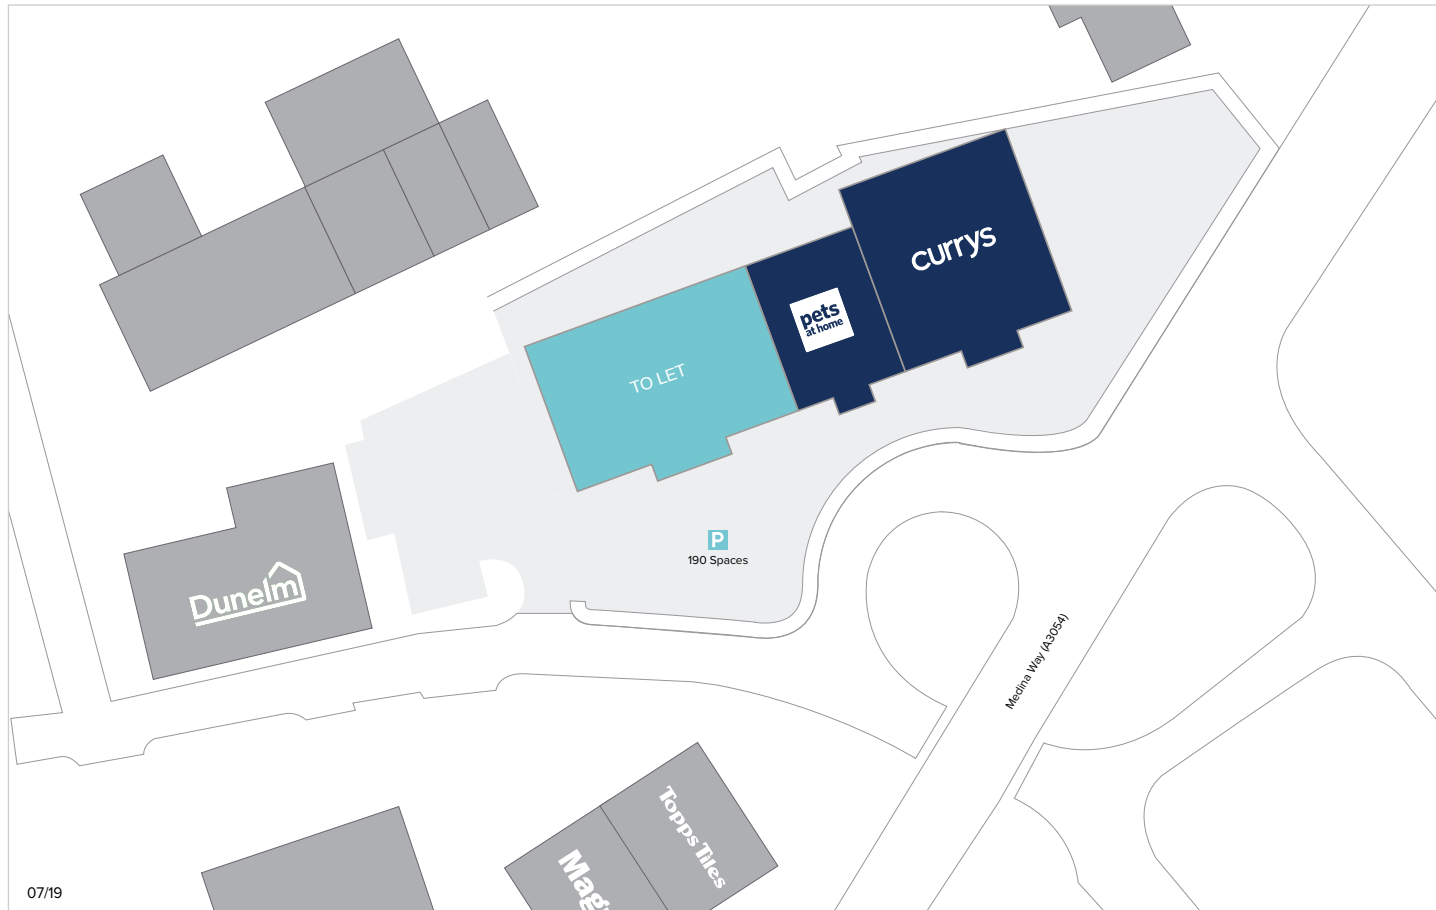 currys
pets
at home
TO LET
P
190 Spaces
Dunelm
Medina Way (A3054)
Topps Tiles
07/19